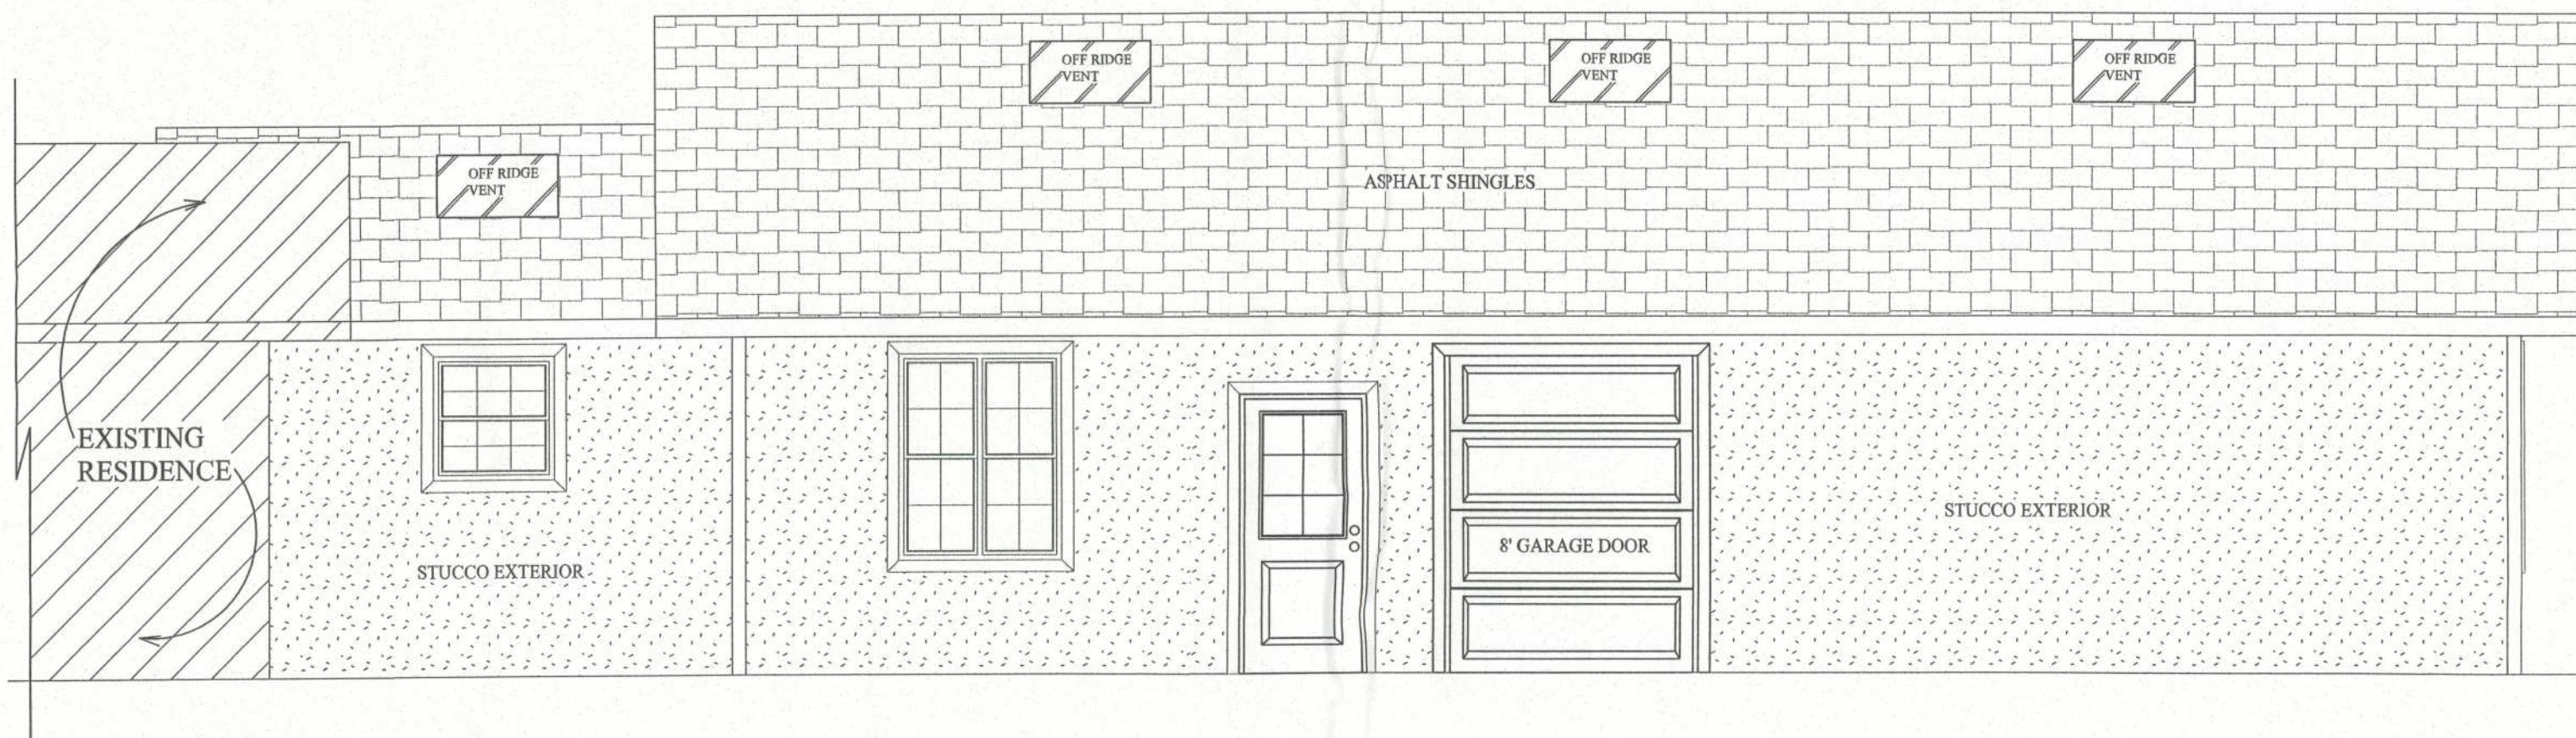 OFF RIDGE
VENT
OFF RIDGE
VENT
OFF RIDGE
VENT
OFF RIDGE
VENT
ASPHALT SHINGLES
EXISTING
RESIDENCE
STUCCO EXTERIOR
8' GARAGE DOOR
STUCCO EXTERIOR